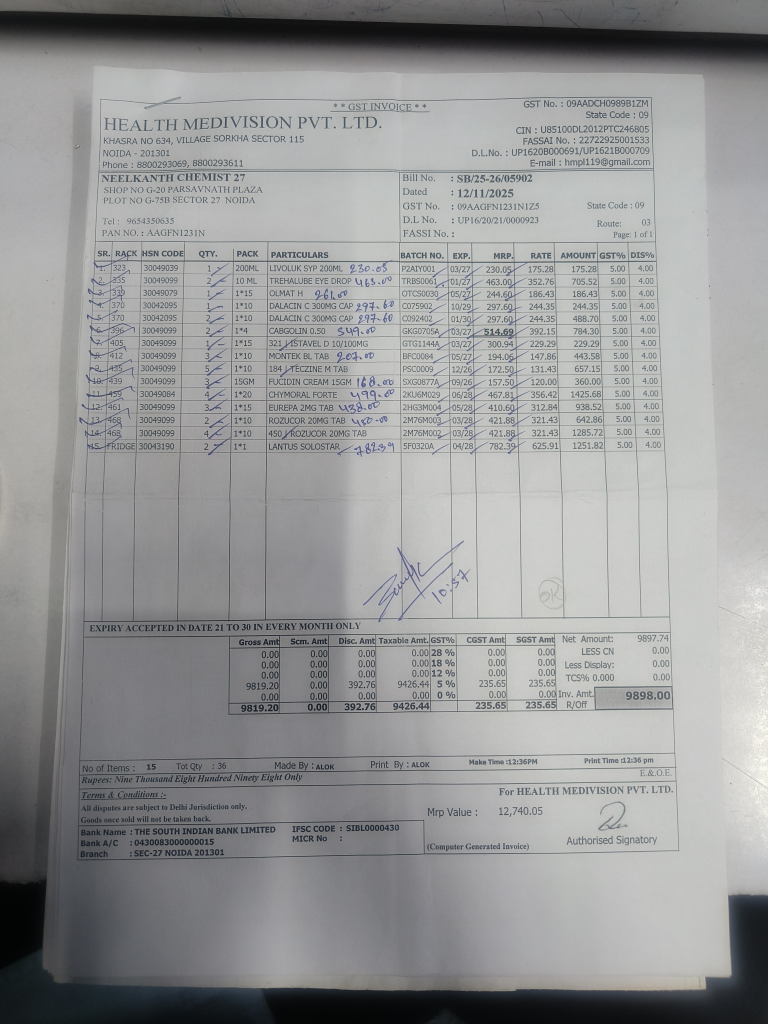 * * GST INVOICE * *
GST No. : 09AADCH0989B1ZM
State Code : 09
HEALTH MEDIVISION PVT. LTD.
CIN : U85100DL2012PTC246805
KHASRA NO 634, VILLAGE SORKHA SECTOR 115
FASSAI No. : 22722925001533
NOIDA - 201301
D.L.No. : UP1620B000691/UP1621B000709
Phone : 8800293069, 8800293611
E-mail : hmpl119@gmail.com
NEELKANTH CHEMIST 27
Bill No. : SB/25-26/05902
SHOP NO G-20 PARSAVNATH PLAZA
Dated : 12/11/2025
PLOT NO G-75B SECTOR 27 NOIDA
GST No. : 09AAGFN1231N1Z5 State Code : 09
Tel : 9654350635
D.L No. : UP16/20/21/0000923 Route: 03
PAN NO. : AAGFN1231N
FASSI No. : Page: 1 of 1
SR. RACK HSN CODE QTY. PACK PARTICULARS BATCH NO. EXP. MRP. RATE AMOUNT GST% DIS%
1. 323 30049039 1 200ML LIVOLUK SYP 200ML 230.05 P2AIY001 03/27 230.05 175.28 175.28 5.00 4.00
2. 335 30049099 2 10 ML TREHALUBE EYE DROP 463.00 TRBS0061 01/27 463.00 352.76 705.52 5.00 4.00
3. 339 30049079 1 1*15 OLMAT H 261.00 OTCS0030 05/27 244.60 186.43 186.43 5.00 4.00
4. 370 30042095 1 1*10 DALACIN C 300MG CAP 297.60 C075902 10/29 297.60 244.35 244.35 5.00 4.00
5. 370 30042095 2 1*10 DALACIN C 300MG CAP 297.60 C092402 01/30 297.60 244.35 488.70 5.00 4.00
6. 396 30049099 2 1*4 CABGOLIN 0.50 549.00 GKG0705A 03/27 514.69 392.15 784.30 5.00 4.00
7. 405 30049099 1 1*15 321 ISTAVEL D 10/100MG GTG1144A 03/27 300.94 229.29 229.29 5.00 4.00
8. 412 30049099 3 1*10 MONTEK BL TAB 207.00 BFC0084 05/27 194.06 147.86 443.58 5.00 4.00
9. 435 30049099 5 1*10 184 TECZINE M TAB PSC0009 12/26 172.50 131.43 657.15 5.00 4.00
10. 439 30049099 3 15GM FUCIDIN CREAM 15GM 168.00 SXG0877A 09/26 157.50 120.00 360.00 5.00 4.00
11. 459 30049084 4 1*20 CHYMORAL FORTE 499.00 2KU6M029 06/28 467.81 356.42 1425.68 5.00 4.00
12. 461 30049099 3 1*15 EUREPA 2MG TAB 438.00 2HG3M004 05/28 410.60 312.84 938.52 5.00 4.00
13. 468 30049099 2 1*10 ROZUCOR 20MG TAB 450.00 2M76M003 03/28 421.88 321.43 642.86 5.00 4.00
14. 468 30049099 4 1*10 450 ROZUCOR 20MG TAB 2M76M002 03/28 421.88 321.43 1285.72 5.00 4.00
15. FRIDGE 30043190 2 1*1 LANTUS SOLOSTAR 782.39 5F0320A 04/28 782.39 625.91 1251.82 5.00 4.00
10:57
OK
EXPIRY ACCEPTED IN DATE 21 TO 30 IN EVERY MONTH ONLY
Gross Amt Scm. Amt Disc. Amt Taxable Amt. GST% CGST Amt SGST Amt Net Amount: 9897.74
0.00 0.00 0.00 0.00 28 % 0.00 0.00 LESS CN 0.00
0.00 0.00 0.00 0.00 18 % 0.00 0.00 Less Display: 0.00
0.00 0.00 0.00 0.00 12 % 0.00 0.00 TCS% 0.000 0.00
9819.20 0.00 392.76 9426.44 5 % 235.65 235.65
0.00 0.00 0.00 0.00 0 % 0.00 0.00 Inv. Amt. 9898.00
9819.20 0.00 392.76 9426.44 235.65 235.65 R/Off
No of Items : 15 Tot Qty : 36 Made By : ALOK Print By : ALOK Make Time :12:36PM Print Time :12:36 pm
Rupees: Nine Thousand Eight Hundred Ninety Eight Only E.&.O.E.
Terms & Conditions :-
For HEALTH MEDIVISION PVT. LTD.
All disputes are subject to Delhi Jurisdiction only.
Goods once sold will not be taken back.
Mrp Value : 12,740.05
Bank Name : THE SOUTH INDIAN BANK LIMITED IFSC CODE : SIBL0000430
Bank A/C : 0430083000000015 MICR No :
Branch : SEC-27 NOIDA 201301
(Computer Generated Invoice)
Authorised Signatory